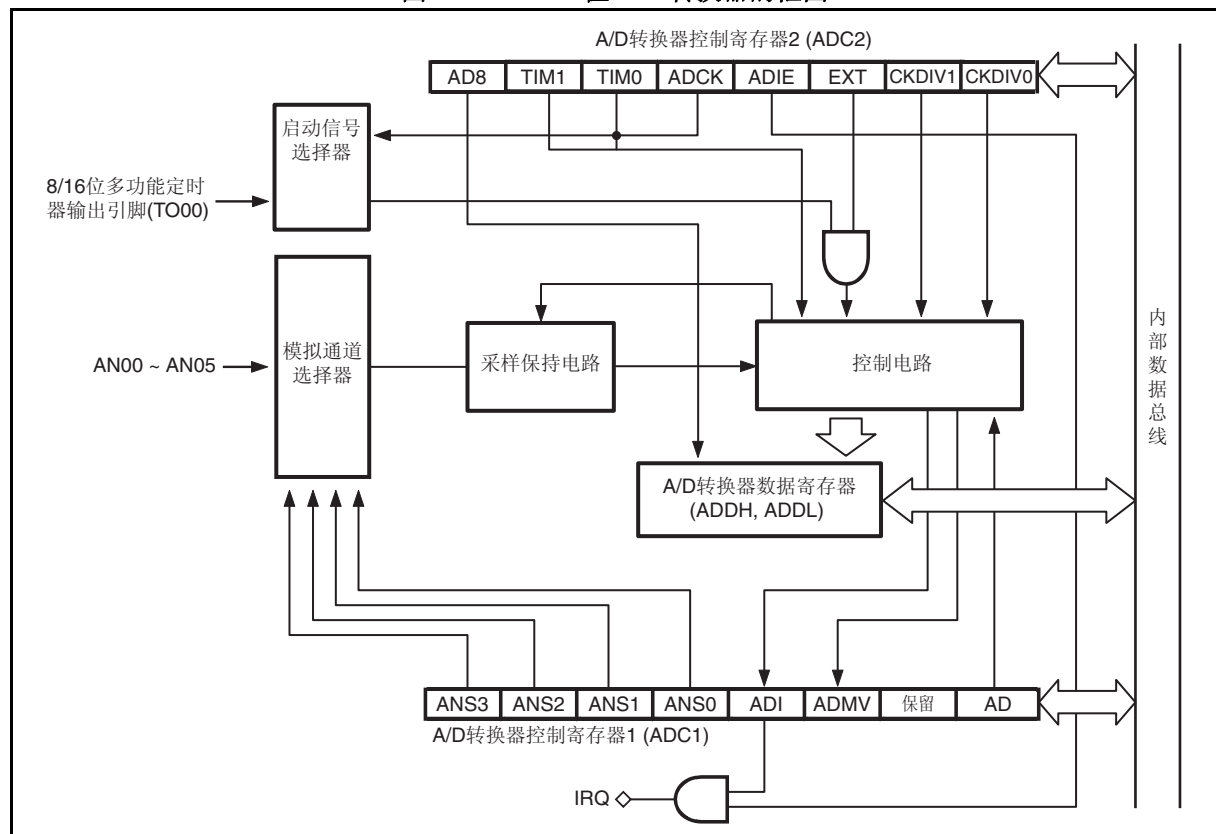 A/D转换器控制寄存器2 (ADC2)
AD8 TIM1 TIM0 ADCK ADIE EXT CKDIV1 CKDIV0
启动信号
选择器
8/16位多功能定时
器输出引脚(TO00)
AN00 ~ AN05
模拟通道
选择器
采样保持电路
控制电路
内部数据总线
A/D转换器数据寄存器
(ADDH, ADDL)
ANS3 ANS2 ANS1 ANS0 ADI ADMV 保留 AD
A/D转换器控制寄存器1 (ADC1)
IRQ